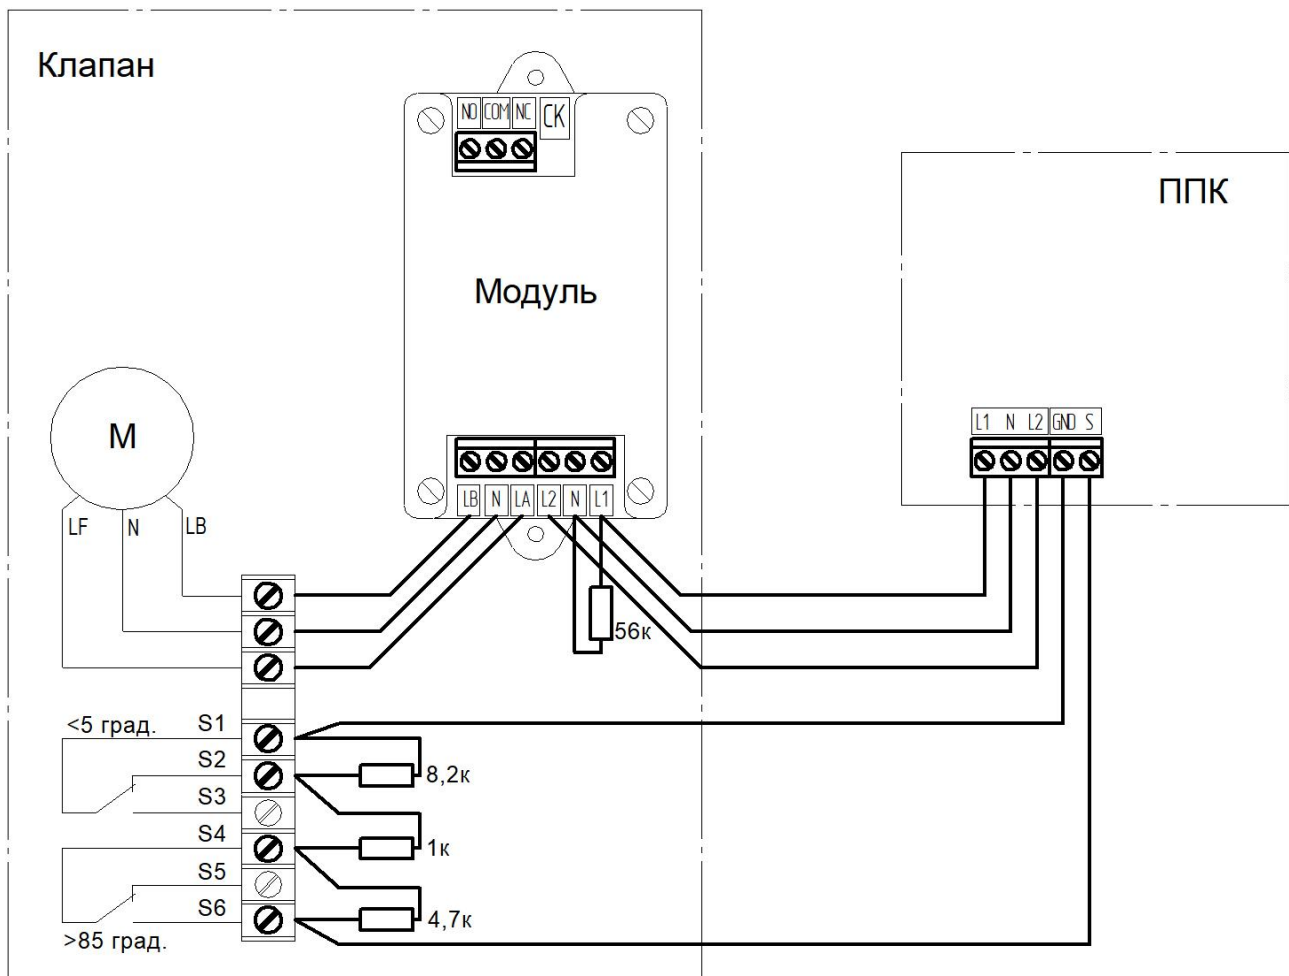 Клапан
NO COM NC СК
ППК
Модуль
M
L1 N L2 GND S
LB N LA L2 N L1
LF N LB
56к
<5 град. S1
S2
8,2к
S3
S4
1к
S5
S6
4,7к
>85 град.